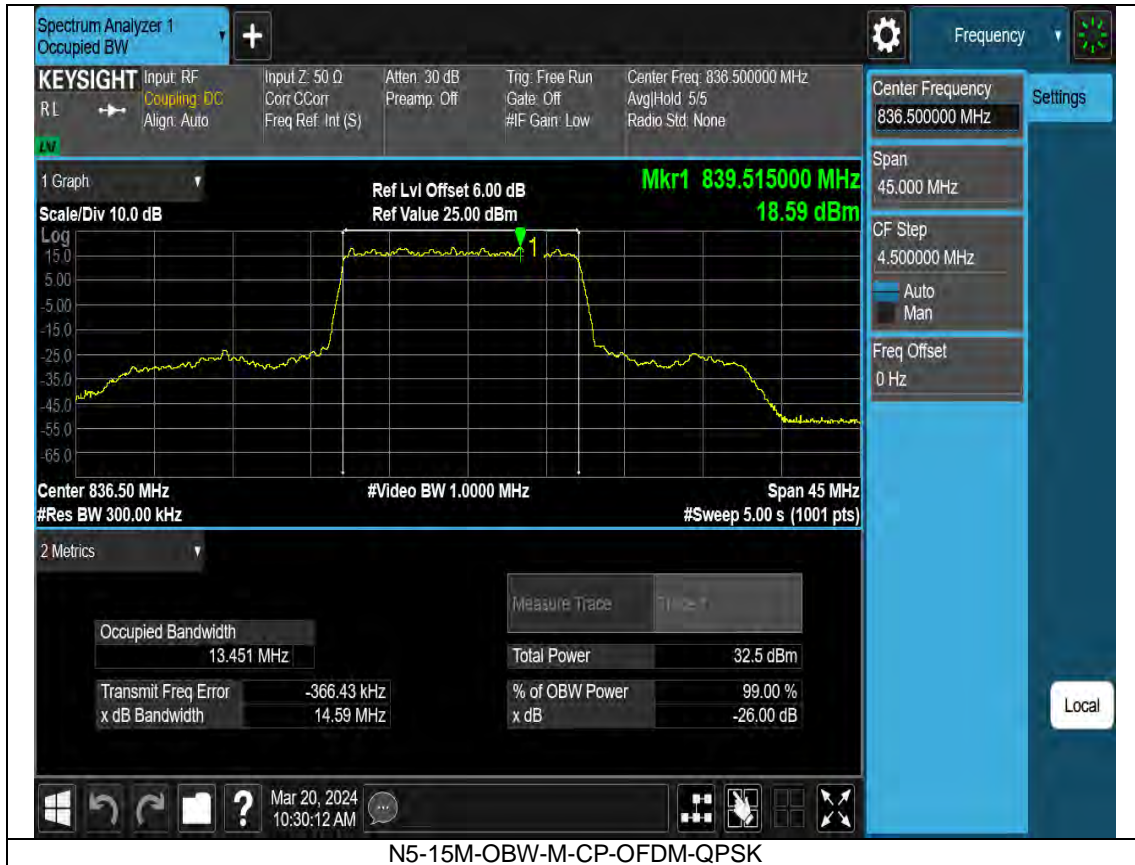 Spectrum Analyzer 1
Occupied BW
Frequency
KEYSIGHT
RL
Input: RF
Coupling: DC
Align: Auto
Input Z: 50 Ω
Corr CCorr
Freq Ref: Int (S)
Atten: 30 dB
Preamp: Off
Trig: Free Run
Gate: Off
#IF Gain: Low
Center Freq: 836.500000 MHz
Avg|Hold: 5/5
Radio Std: None
Center Frequency
836.500000 MHz
Settings
Span
45.000 MHz
CF Step
4.500000 MHz
Auto
Man
Freq Offset
0 Hz
Local
1 Graph
Scale/Div 10.0 dB
Ref Lvl Offset 6.00 dB
Ref Value 25.00 dBm
Mkr1 839.515000 MHz
18.59 dBm
Log
15.0
5.00
-5.00
-15.0
-25.0
-35.0
-45.0
-55.0
-65.0
1
Center 836.50 MHz
#Video BW 1.0000 MHz
Span 45 MHz
#Res BW 300.00 kHz
#Sweep 5.00 s (1001 pts)
2 Metrics
Measure Trace
Trace 1
Occupied Bandwidth
13.451 MHz
Total Power 32.5 dBm
Transmit Freq Error -366.43 kHz
% of OBW Power 99.00 %
x dB Bandwidth 14.59 MHz
x dB -26.00 dB
?
Mar 20, 2024
10:30:12 AM
N5-15M-OBW-M-CP-OFDM-QPSK